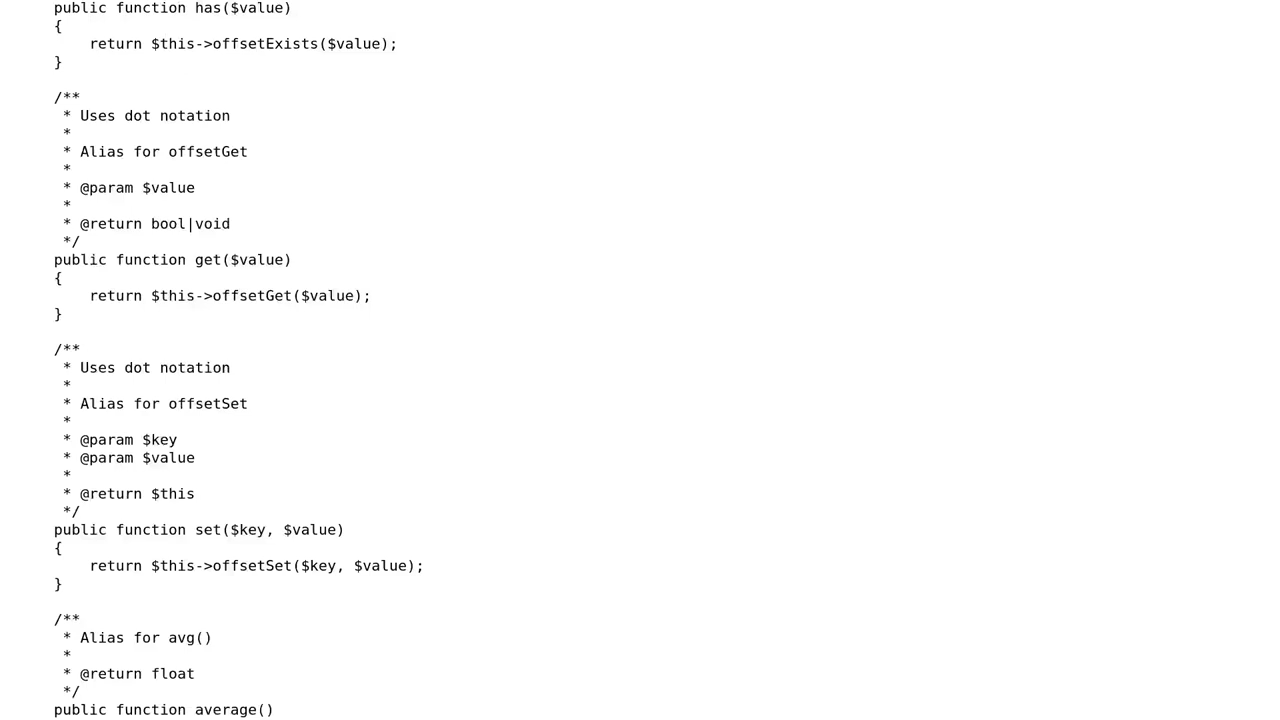 public function has($value)
{
    return $this->offsetExists($value);
}

/**
 * Uses dot notation
 *
 * Alias for offsetGet
 *
 * @param $value
 *
 * @return bool|void
 */
public function get($value)
{
    return $this->offsetGet($value);
}

/**
 * Uses dot notation
 *
 * Alias for offsetSet
 *
 * @param $key
 * @param $value
 *
 * @return $this
 */
public function set($key, $value)
{
    return $this->offsetSet($key, $value);
}

/**
 * Alias for avg()
 *
 * @return float
 */
public function average()